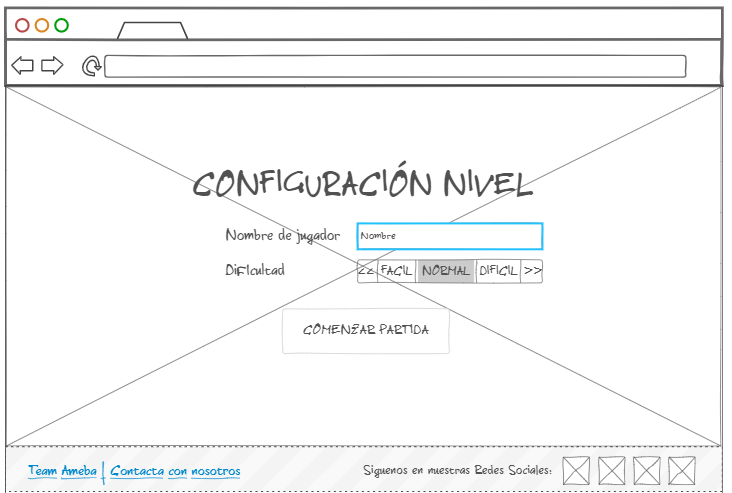 CONFIGURACIÓN NIVEL
Nombre de jugador Nombre
Dificultad << FACIL NORMAL DIFICIL >>
COMENZAR PARTIDA
Team Ameba | Contacta con nosotros Siguenos en nuestras Redes Sociales: